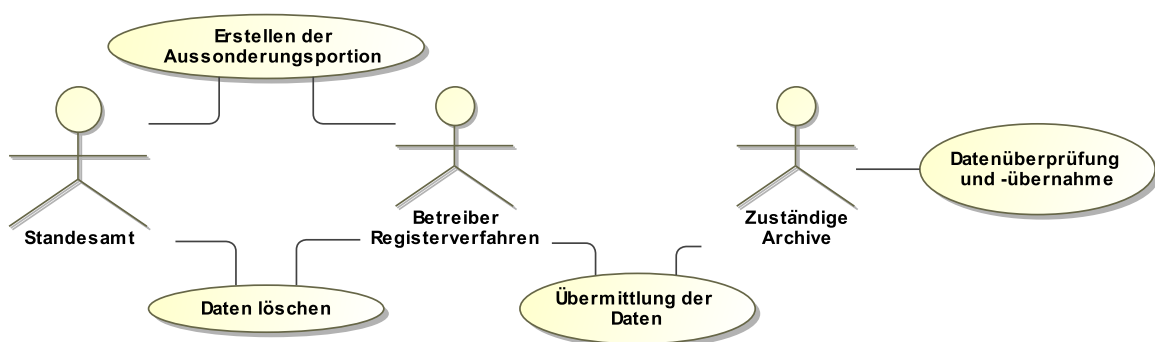 Erstellen der
Aussonderungsportion
Standesamt
Betreiber
Registerverfahren
Zuständige
Archive
Datenüberprüfung
und -übernahme
Daten löschen
Übermittlung der
Daten